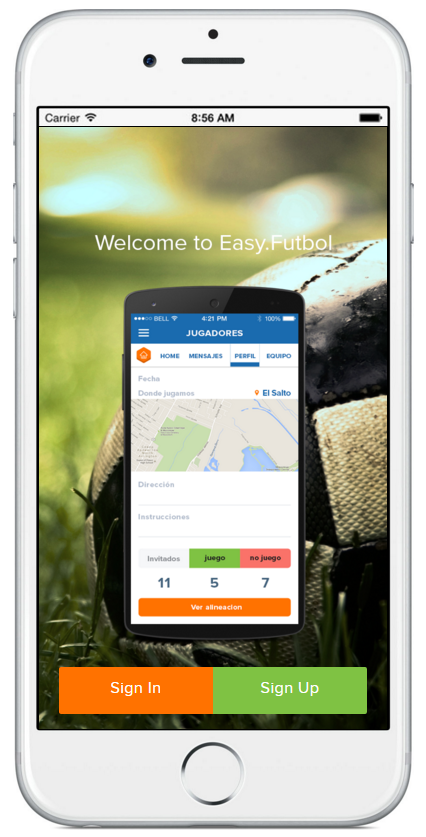 Carrier 8:56 AM
Welcome to Easy.Futbol
BELL 4:21 PM 100%
JUGADORES
HOME MENSAJES PERFIL EQUIPO
Fecha
Donde jugamos El Salto
Dirección
Instrucciones
Invitados juego no juego
11 5 7
Ver alineacion
Sign In Sign Up